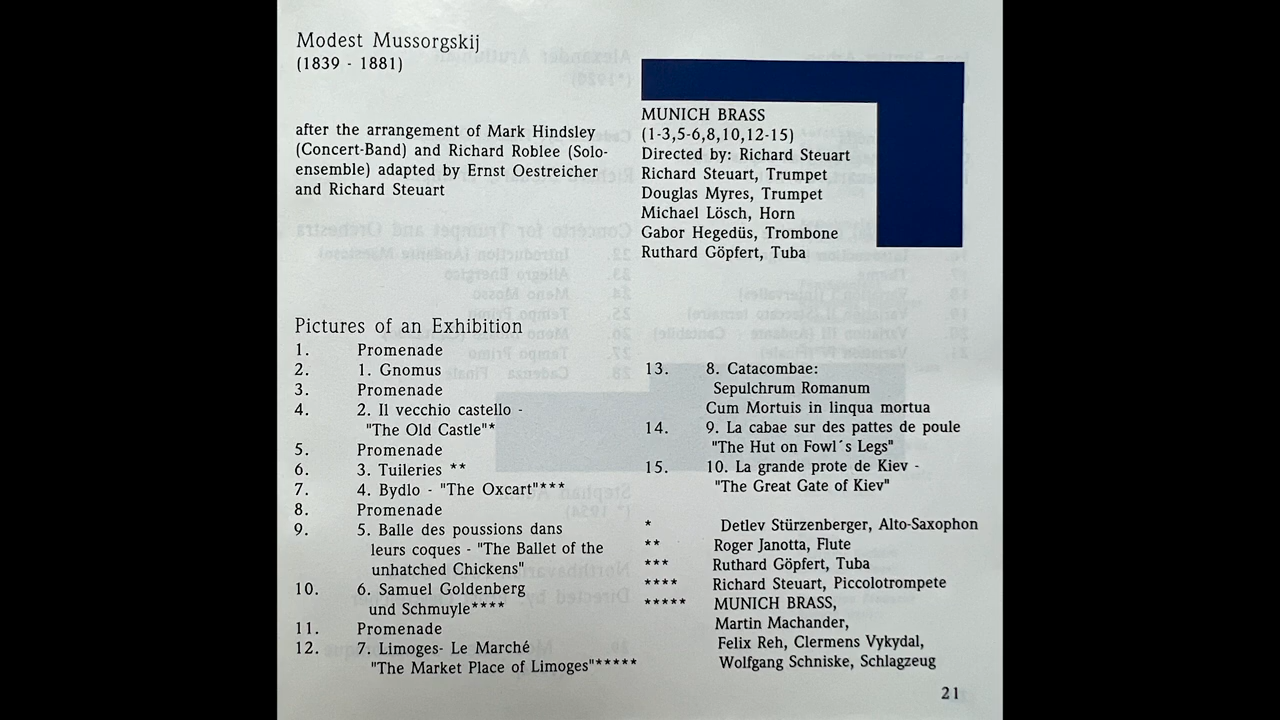 Modest Mussorgskij
(1839 - 1881)
after the arrangement of Mark Hindsley
(Concert-Band) and Richard Roblee (Solo-
ensemble) adapted by Ernst Oestreicher
and Richard Steuart
MUNICH BRASS
(1-3,5-6,8,10,12-15)
Directed by: Richard Steuart
Richard Steuart, Trumpet
Douglas Myres, Trumpet
Michael Lösch, Horn
Gabor Hegedüs, Trombone
Ruthard Göpfert, Tuba
Pictures of an Exhibition
1. Promenade
2. 1. Gnomus
3. Promenade
4. 2. Il vecchio castello -
"The Old Castle"*
5. Promenade
6. 3. Tuileries **
7. 4. Bydlo - "The Oxcart"***
8. Promenade
9. 5. Balle des poussions dans
leurs coques - "The Ballet of the
unhatched Chickens"
10. 6. Samuel Goldenberg
und Schmuyle****
11. Promenade
12. 7. Limoges- Le Marché
"The Market Place of Limoges"*****
13. 8. Catacombae:
Sepulchrum Romanum
Cum Mortuis in linqua mortua
14. 9. La cabae sur des pattes de poule
"The Hut on Fowl´s Legs"
15. 10. La grande prote de Kiev -
"The Great Gate of Kiev"
* Detlev Stürzenberger, Alto-Saxophon
** Roger Janotta, Flute
*** Ruthard Göpfert, Tuba
**** Richard Steuart, Piccolotrompete
***** MUNICH BRASS,
Martin Machander,
Felix Reh, Clermens Vykydal,
Wolfgang Schniske, Schlagzeug
21